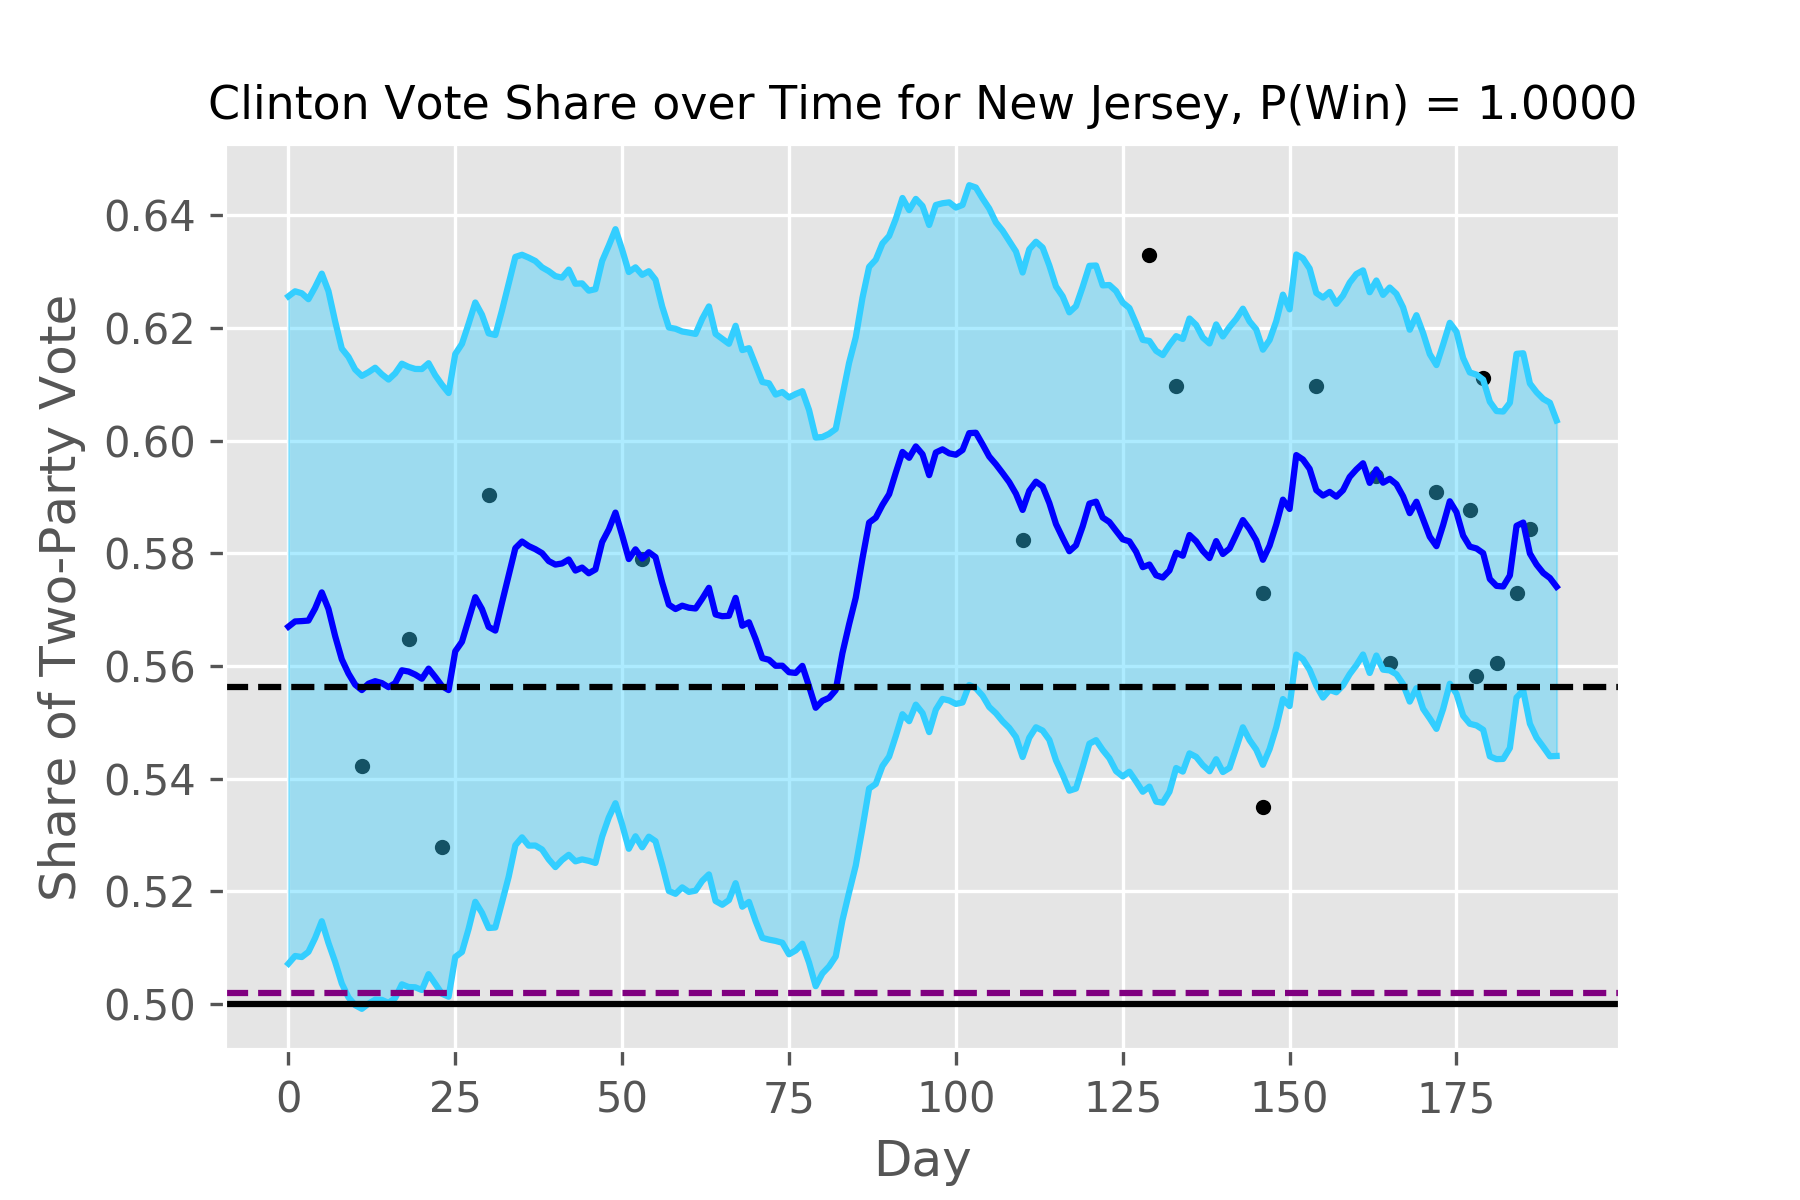 Clinton Vote Share over Time for New Jersey, P(Win) = 1.0000
Share of Two-Party Vote
0.64
0.62
0.60
0.58
0.56
0.54
0.52
0.50
0 25 50 75 100 125 150 175
Day